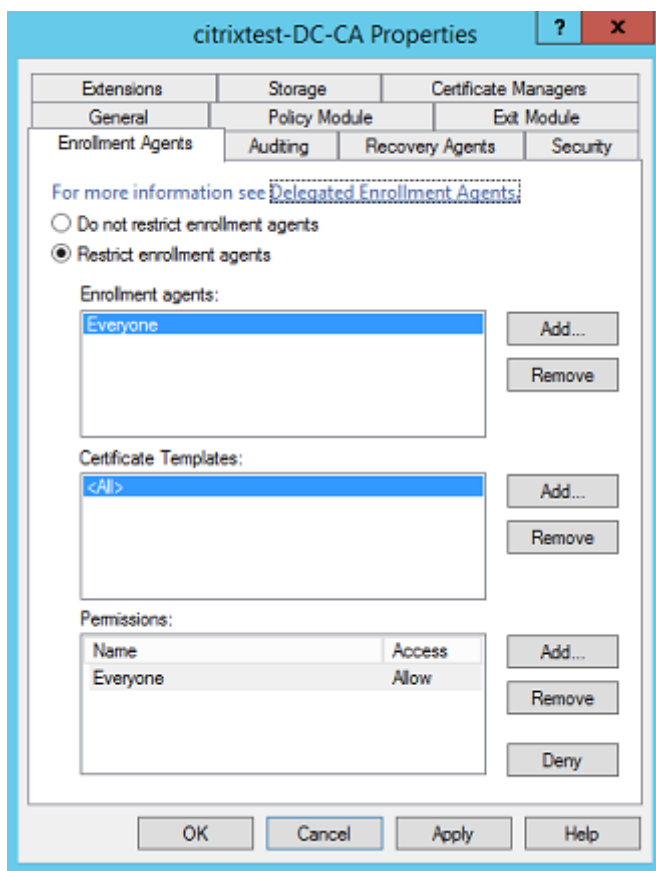 citrixtest-DC-CA Properties
?
x
Extensions Storage Certificate Managers
General Policy Module Exit Module
Enrollment Agents Auditing Recovery Agents Security
For more information see Delegated Enrollment Agents.
Do not restrict enrollment agents
Restrict enrollment agents
Enrollment agents:
Everyone
Add...
Remove
Certificate Templates:
<All>
Add...
Remove
Permissions:
Name Access
Everyone Allow
Add...
Remove
Deny
OK Cancel Apply Help